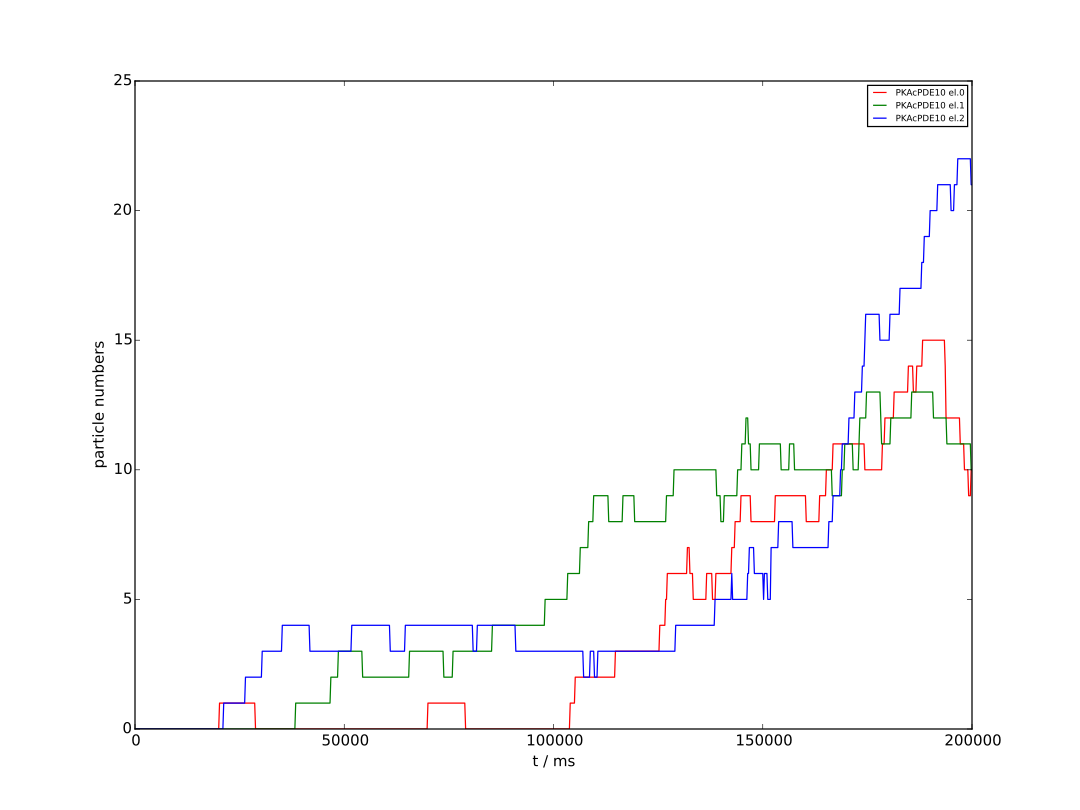 25
20
15
10
5
0
particle numbers
PKAcPDE10 el.0
PKAcPDE10 el.1
PKAcPDE10 el.2
0
50000
100000
150000
200000
t / ms